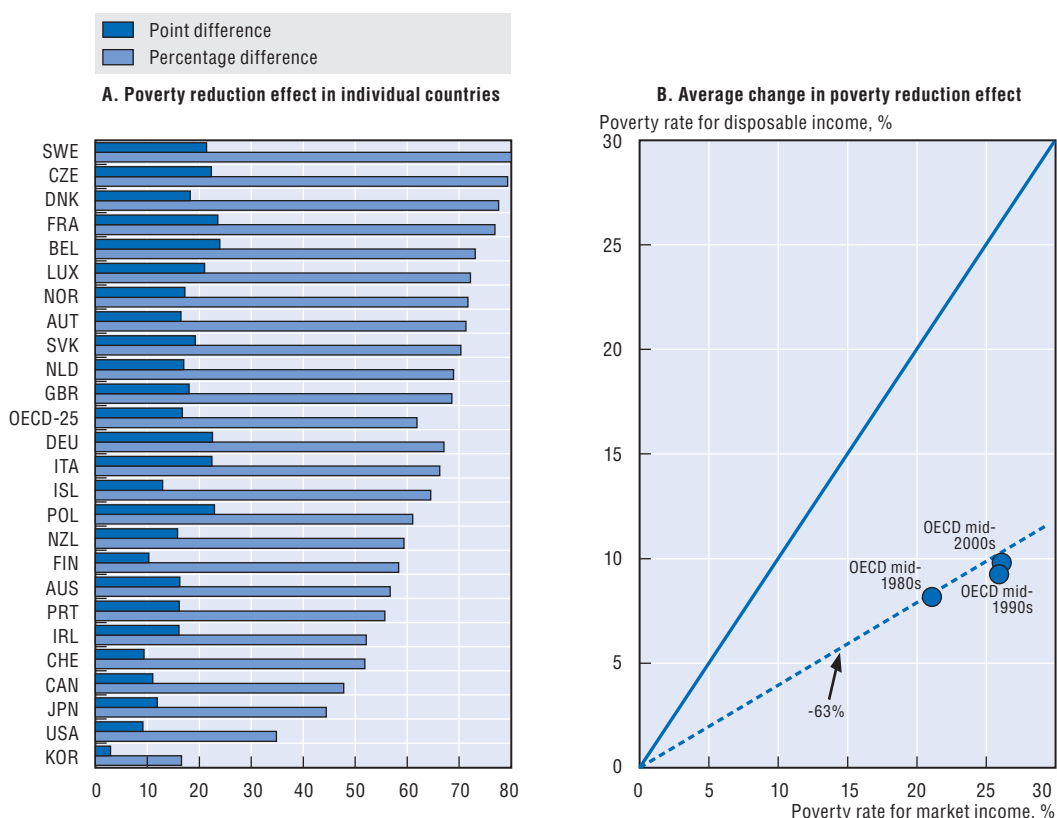 Point difference
Percentage difference
A. Poverty reduction effect in individual countries
SWE
CZE
DNK
FRA
BEL
LUX
NOR
AUT
SVK
NLD
GBR
OECD-25
DEU
ITA
ISL
POL
NZL
FIN
AUS
PRT
IRL
CHE
CAN
JPN
USA
KOR
0 10 20 30 40 50 60 70 80
B. Average change in poverty reduction effect
Poverty rate for disposable income, %
30
25
20
15
10
5
0
OECD mid-
2000s
OECD mid-
1980s
OECD mid-
1990s
-63%
0 5 10 15 20 25 30
Poverty rate for market income, %